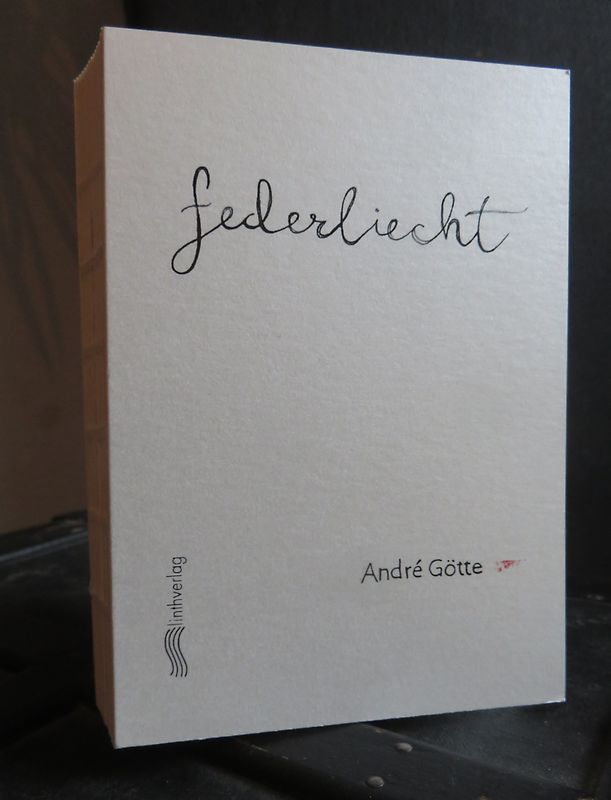 federliecht
André Götte
linthverlag